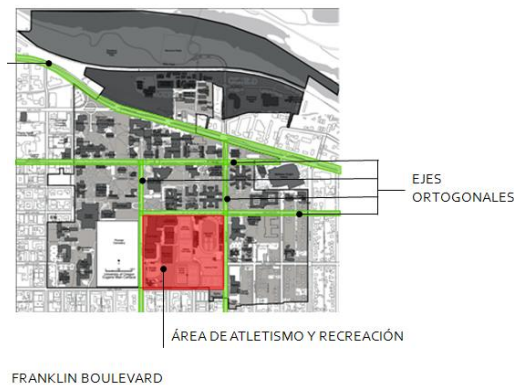 EJES
ORTOGONALES
ÁREA DE ATLETISMO Y RECREACIÓN
FRANKLIN BOULEVARD